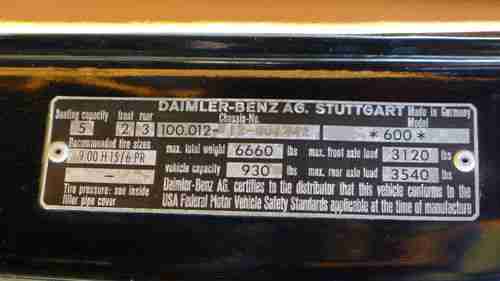 DAIMLER-BENZ AG. STUTTGART Made in Germany
Seating capacity front rear Chassis-No. Model
5 2 3 100.012- *600*
Recommended tire sizes max. total weight 6660 lbs max. front axle load 3120 lbs
9.00 H 15/6 PR vehicle capacity 930 lbs max. rear axle load 3540 lbs
— —
Tire pressure: see inside filler pipe cover
Daimler-Benz AG. certifies to the distributor that this vehicle conforms to the
USA Federal Motor Vehicle Safety Standards applicable at the time of manufacture